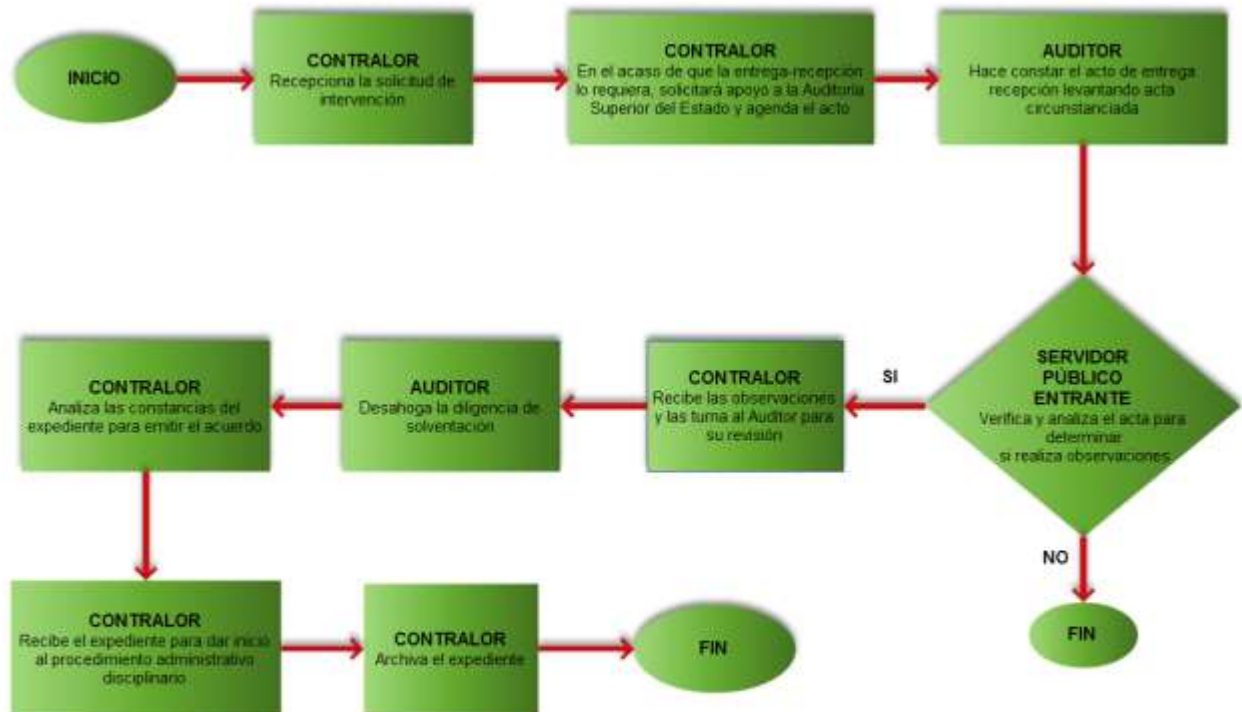 INICIO
CONTRALOR
Recepciona la solicitud de
intervención
CONTRALOR
En el acaso de que la entrega-recepción
lo requiera, solicitará apoyo a la Auditoría
Superior del Estado y agenda el acto
AUDITOR
Hace constar el acto de entrega
recepción levantando acta
circunstanciada
SERVIDOR
PÚBLICO
ENTRANTE
Verifica y analiza el acta para
determinar
si realiza observaciones
SI
CONTRALOR
Recibe las observaciones
y las turna al Auditor para
su revisión
AUDITOR
Desahoga la diligencia de
solventación
CONTRALOR
Analiza las constancias del
expediente para emitir el acuerdo
NO
FIN
CONTRALOR
Recibe el expediente para dar inicio
al procedimiento administrativo
disciplinario
CONTRALOR
Archiva el expediente
FIN